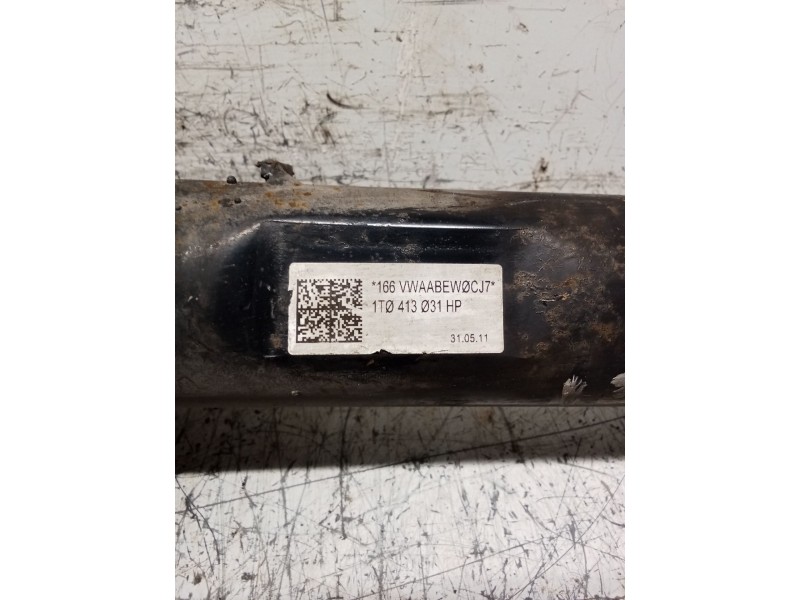 *166 VWAABEWØCJ7*
1TØ 413 Ø31 HP
31.05.11